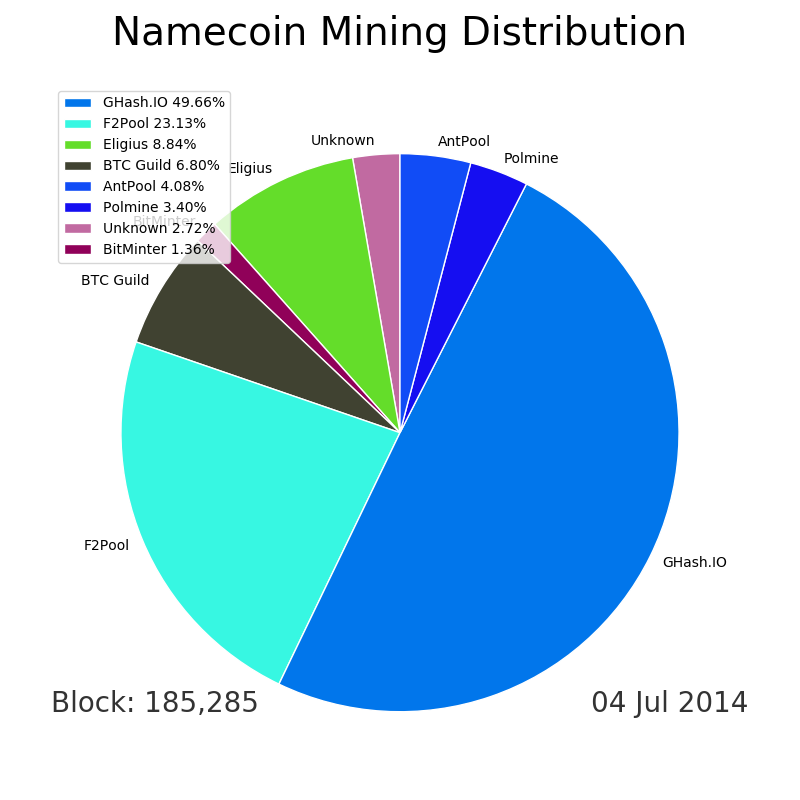 Namecoin Mining Distribution
GHash.IO 49.66%
F2Pool 23.13%
Eligius 8.84%
BTC Guild 6.80%
AntPool 4.08%
Polmine 3.40%
Unknown 2.72%
BitMinter 1.36%
Unknown
AntPool
Polmine
Eligius
BitMinter
BTC Guild
F2Pool
GHash.IO
Block: 185,285
04 Jul 2014